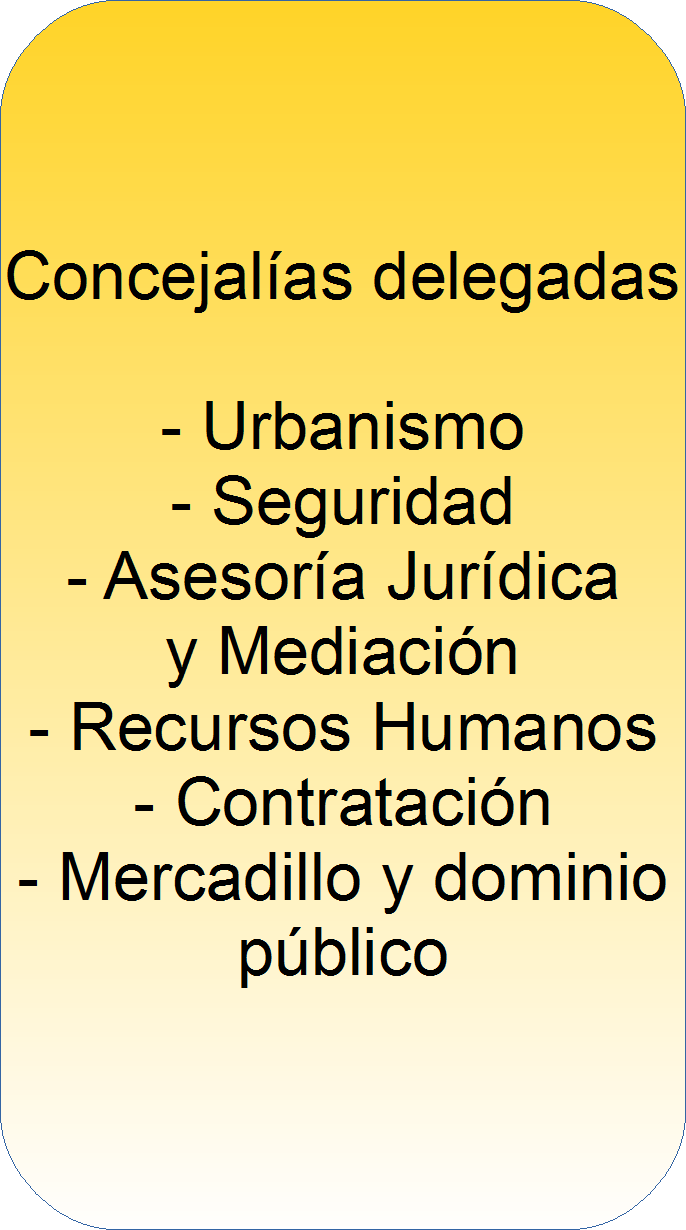 Concejalías delegadas
- Urbanismo
- Seguridad
- Asesoría Jurídica
y Mediación
- Recursos Humanos
- Contratación
- Mercadillo y dominio
público